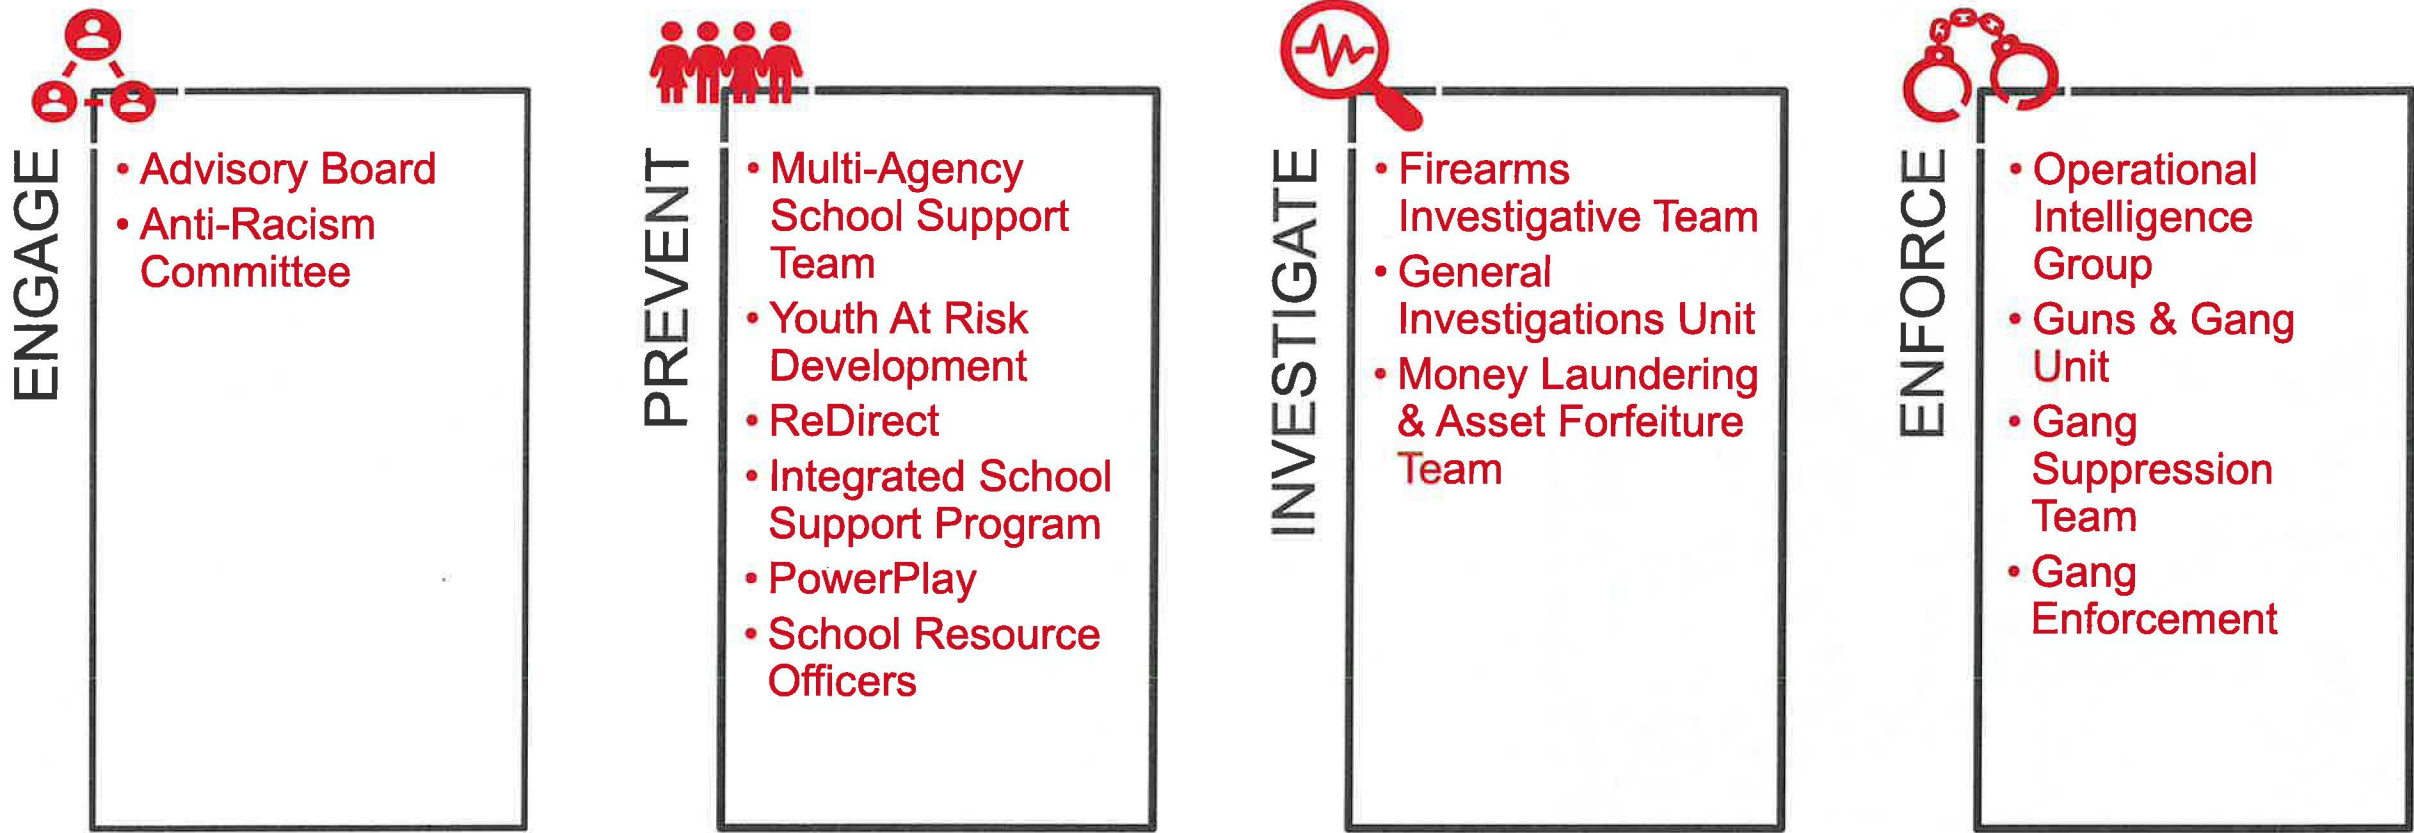 ENGAGE
• Advisory Board
• Anti-Racism
Committee
PREVENT
• Multi-Agency
School Support
Team
• Youth At Risk
Development
• ReDirect
• Integrated School
Support Program
• PowerPlay
• School Resource
Officers
INVESTIGATE
• Firearms
Investigative Team
• General
Investigations Unit
• Money Laundering
& Asset Forfeiture
Team
ENFORCE
• Operational
Intelligence
Group
• Guns & Gang
Unit
• Gang
Suppression
Team
• Gang
Enforcement